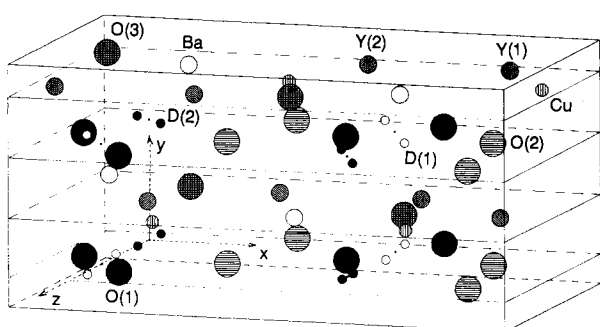 O(3)
Ba
Y(2)
Y(1)
Cu
D(2)
y
D(1)
O(2)
x
z
O(1)